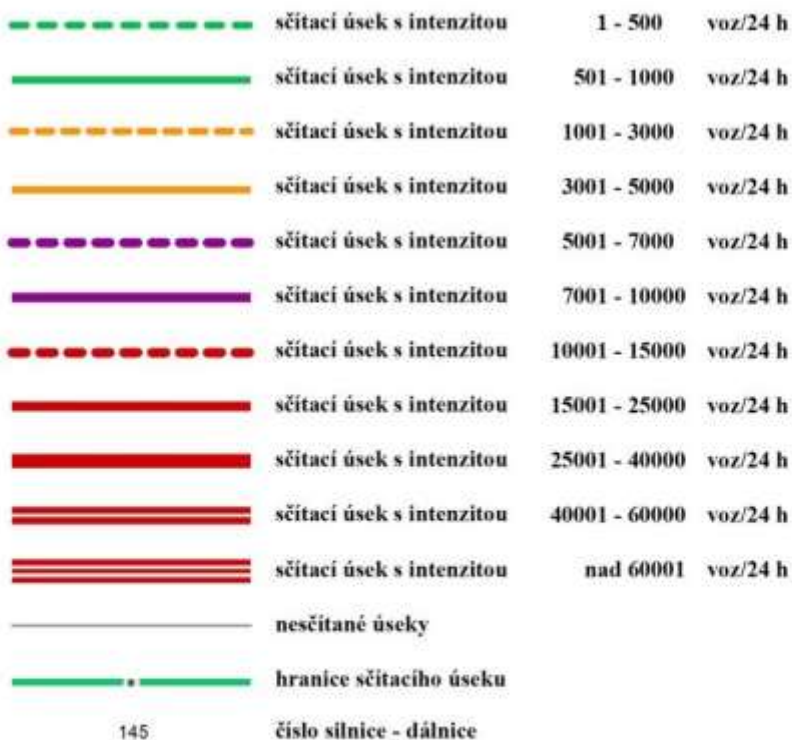 sčítací úsek s intenzitou 1 - 500 voz/24 h
sčítací úsek s intenzitou 501 - 1000 voz/24 h
sčítací úsek s intenzitou 1001 - 3000 voz/24 h
sčítací úsek s intenzitou 3001 - 5000 voz/24 h
sčítací úsek s intenzitou 5001 - 7000 voz/24 h
sčítací úsek s intenzitou 7001 - 10000 voz/24 h
sčítací úsek s intenzitou 10001 - 15000 voz/24 h
sčítací úsek s intenzitou 15001 - 25000 voz/24 h
sčítací úsek s intenzitou 25001 - 40000 voz/24 h
sčítací úsek s intenzitou 40001 - 60000 voz/24 h
sčítací úsek s intenzitou nad 60001 voz/24 h
nesčítané úseky
hranice sčítacího úseku
145 číslo silnice - dálnice